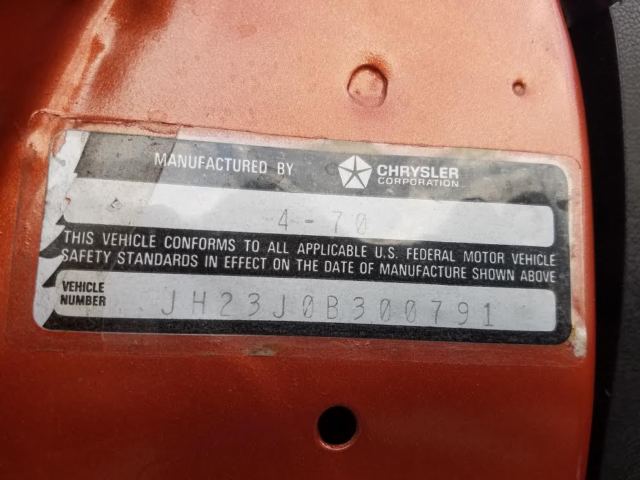 MANUFACTURED BY CHRYSLER CORPORATION
4-70
THIS VEHICLE CONFORMS TO ALL APPLICABLE U.S. FEDERAL MOTOR VEHICLE
SAFETY STANDARDS IN EFFECT ON THE DATE OF MANUFACTURE SHOWN ABOVE
VEHICLE NUMBER JH23J0B300791